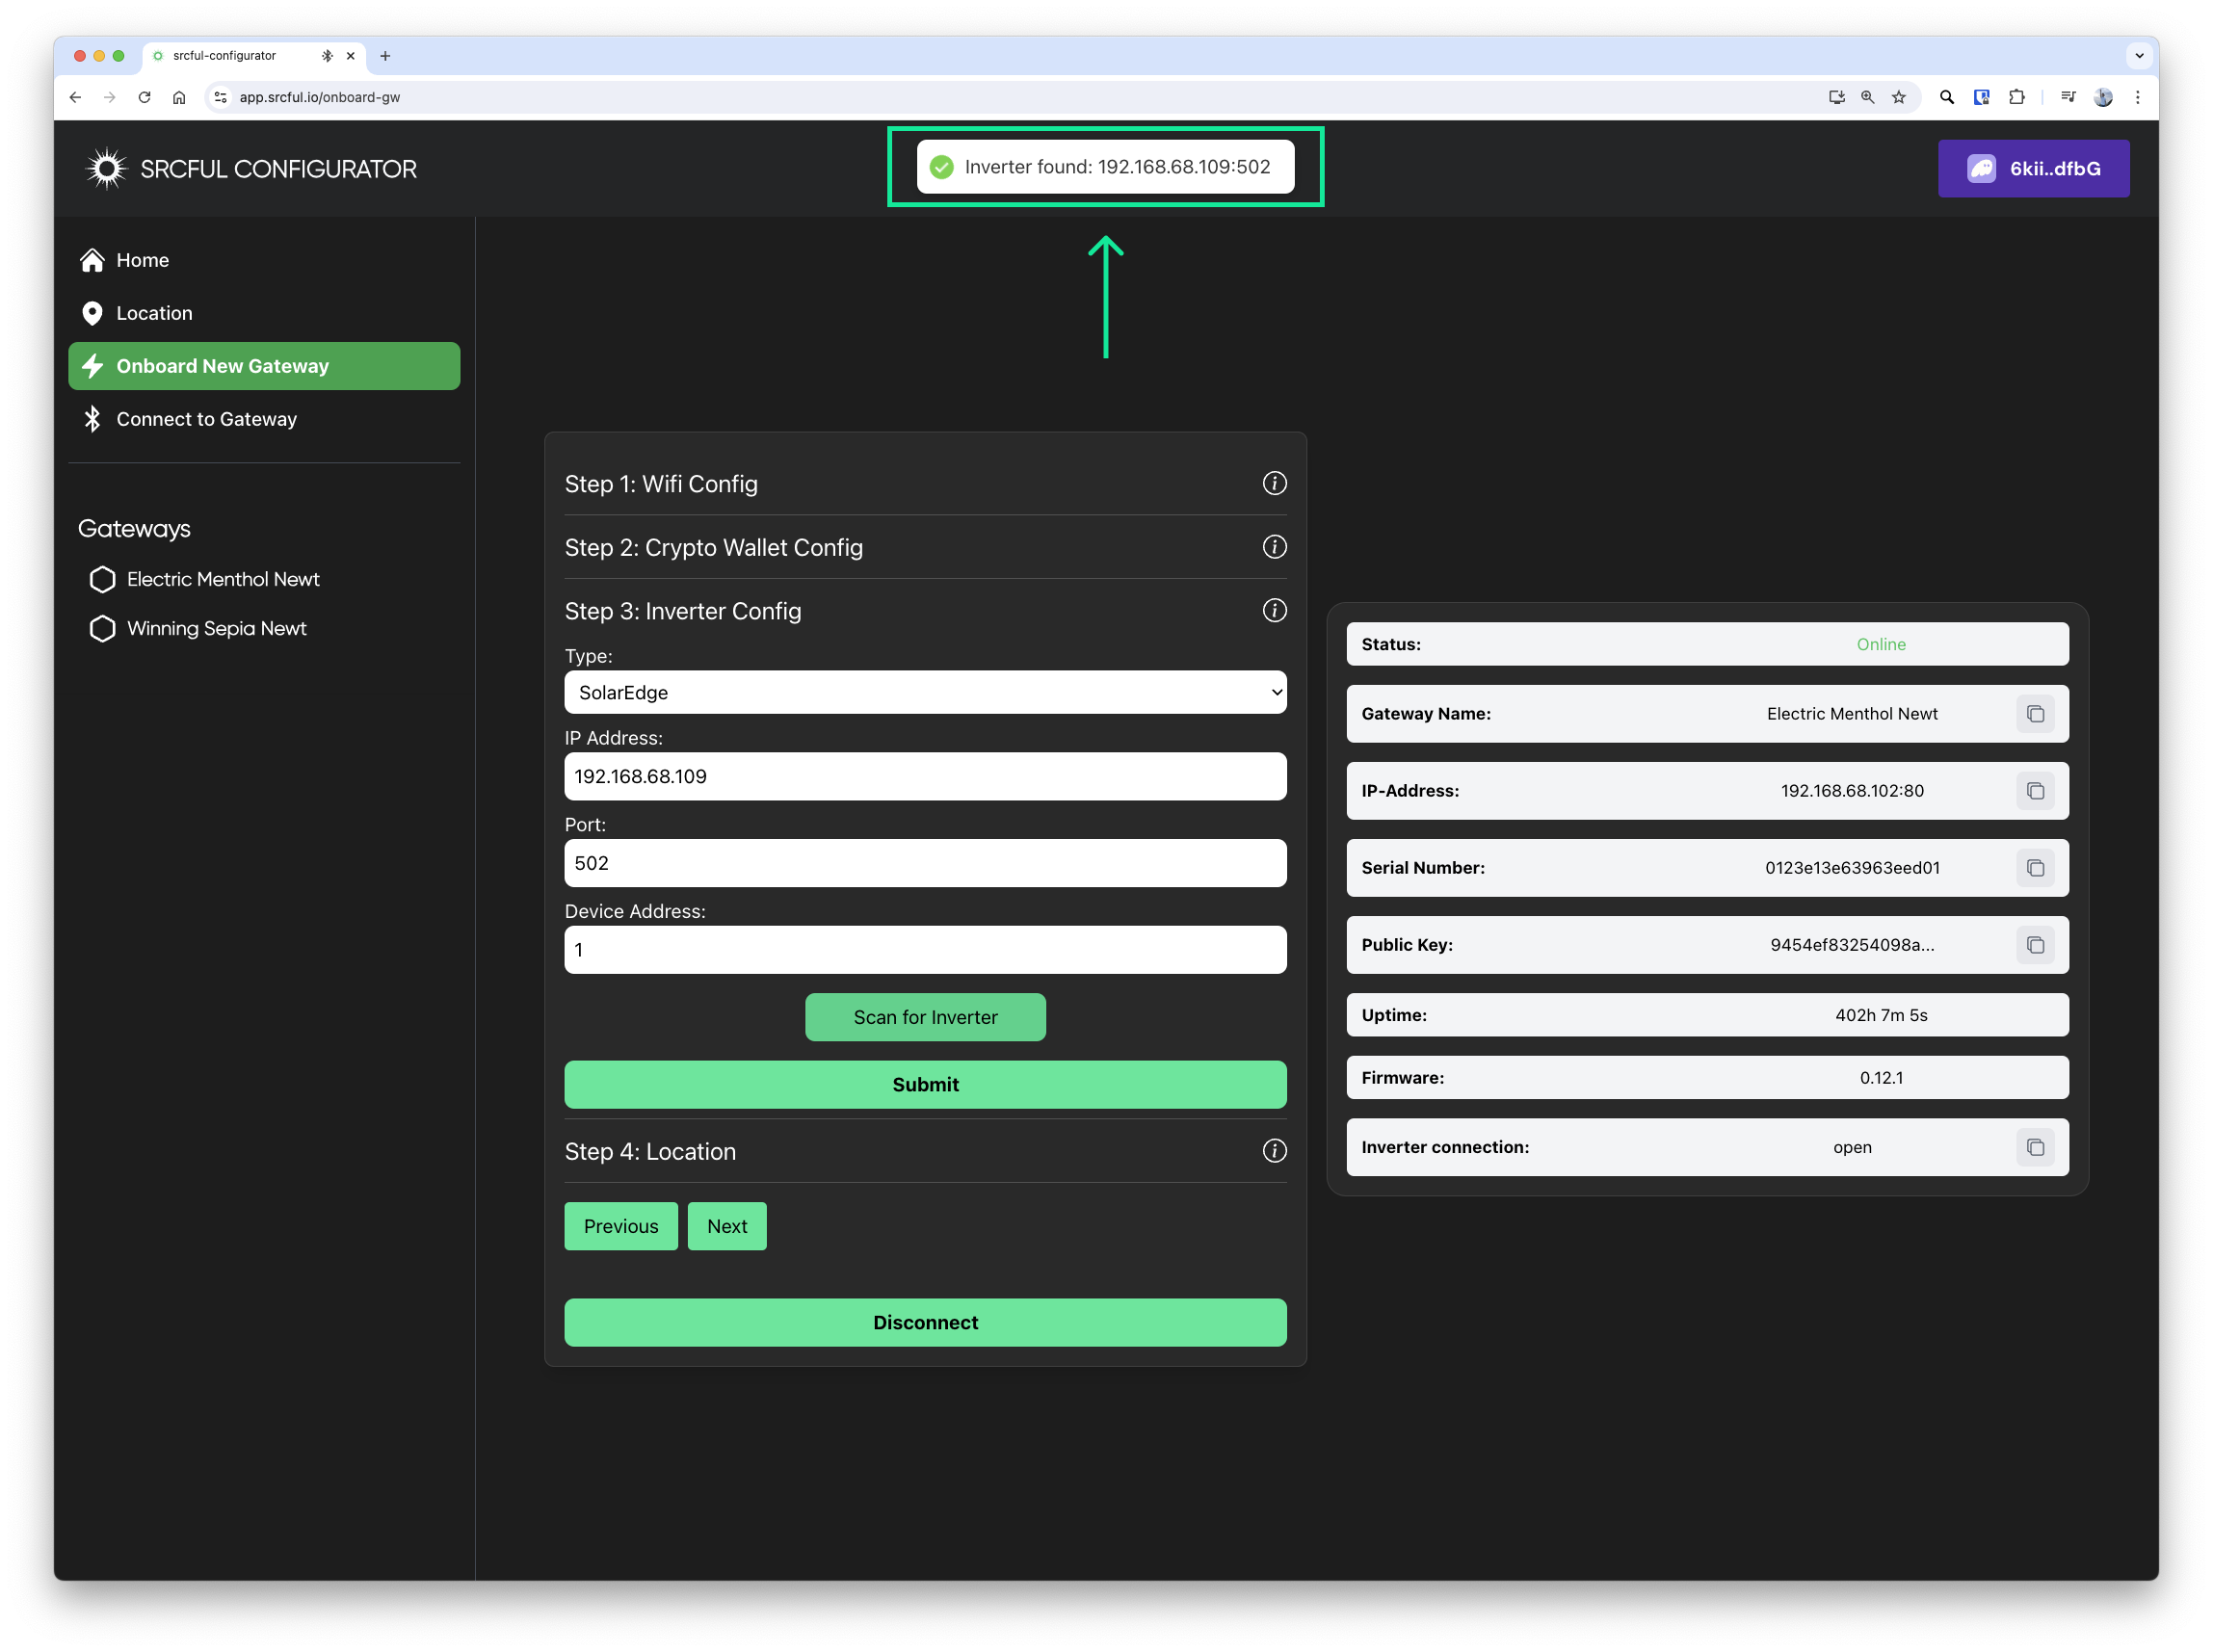 srcful-configurator
app.srcful.io/onboard-gw
SRCFUL CONFIGURATOR
Inverter found: 192.168.68.109:502
6kii..dfbG
Home
Location
Onboard New Gateway
Connect to Gateway
Gateways
Electric Menthol Newt
Winning Sepia Newt
Step 1: Wifi Config
Step 2: Crypto Wallet Config
Step 3: Inverter Config
Type:
SolarEdge
IP Address:
192.168.68.109
Port:
502
Device Address:
1
Scan for Inverter
Submit
Step 4: Location
Previous Next
Disconnect
Status: Online
Gateway Name: Electric Menthol Newt
IP-Address: 192.168.68.102:80
Serial Number: 0123e13e63963eed01
Public Key: 9454ef83254098a...
Uptime: 402h 7m 5s
Firmware: 0.12.1
Inverter connection: open